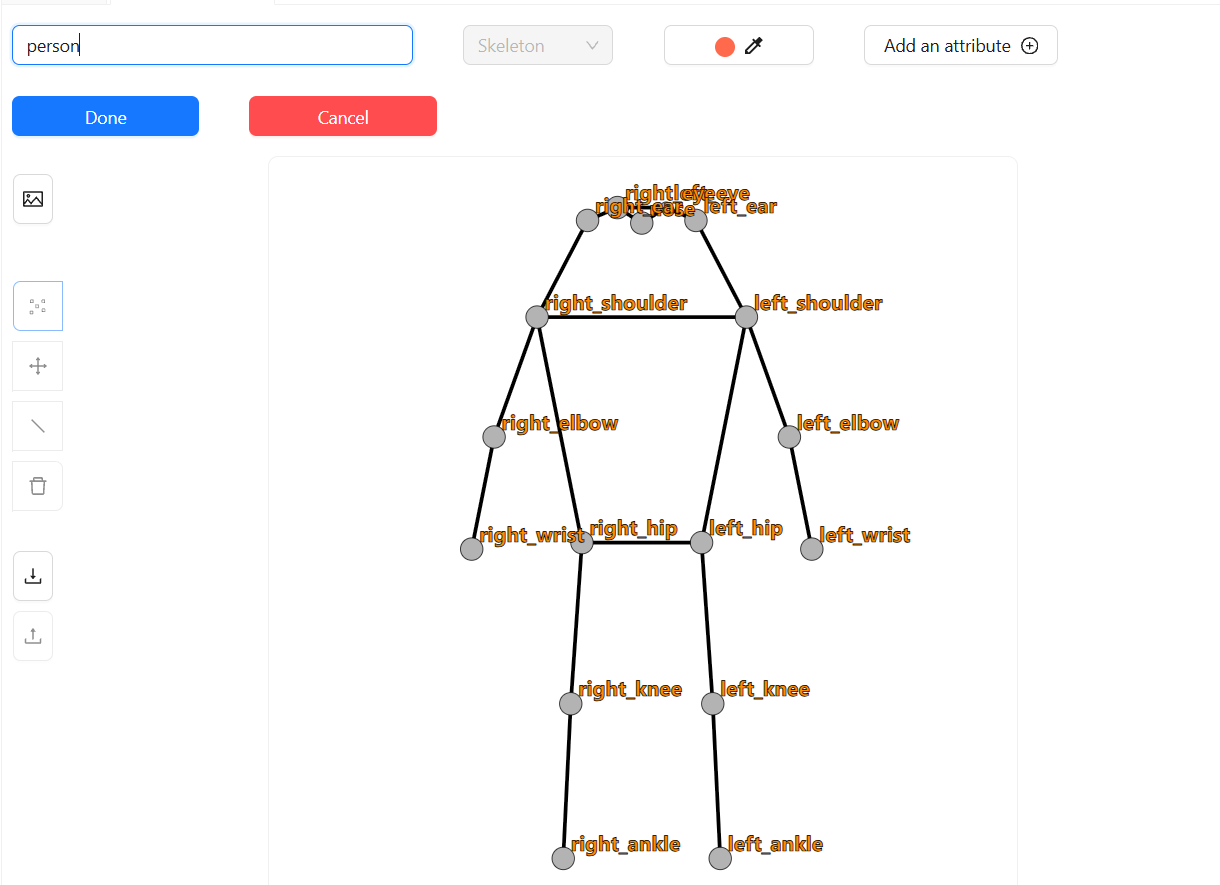 person
Skeleton
Add an attribute
Done
Cancel
left_ear
right_shoulder
left_shoulder
right_elbow
left_elbow
right_wrist
right_hip
left_hip
left_wrist
right_knee
left_knee
right_ankle
left_ankle